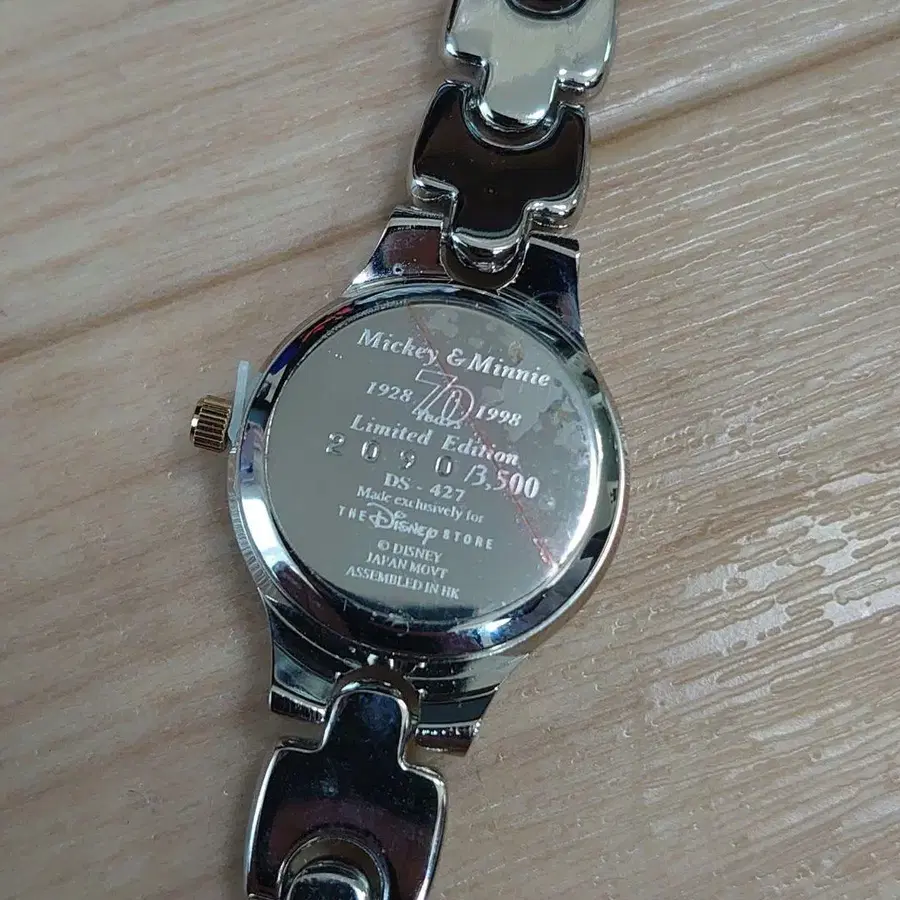 Mickey & Minnie
1928 70 1998
Years
Limited Edition
2090/3,500
DS - 427
Made exclusively for
THE Disney STORE
© DISNEY
JAPAN MOVT
ASSEMBLED IN HK